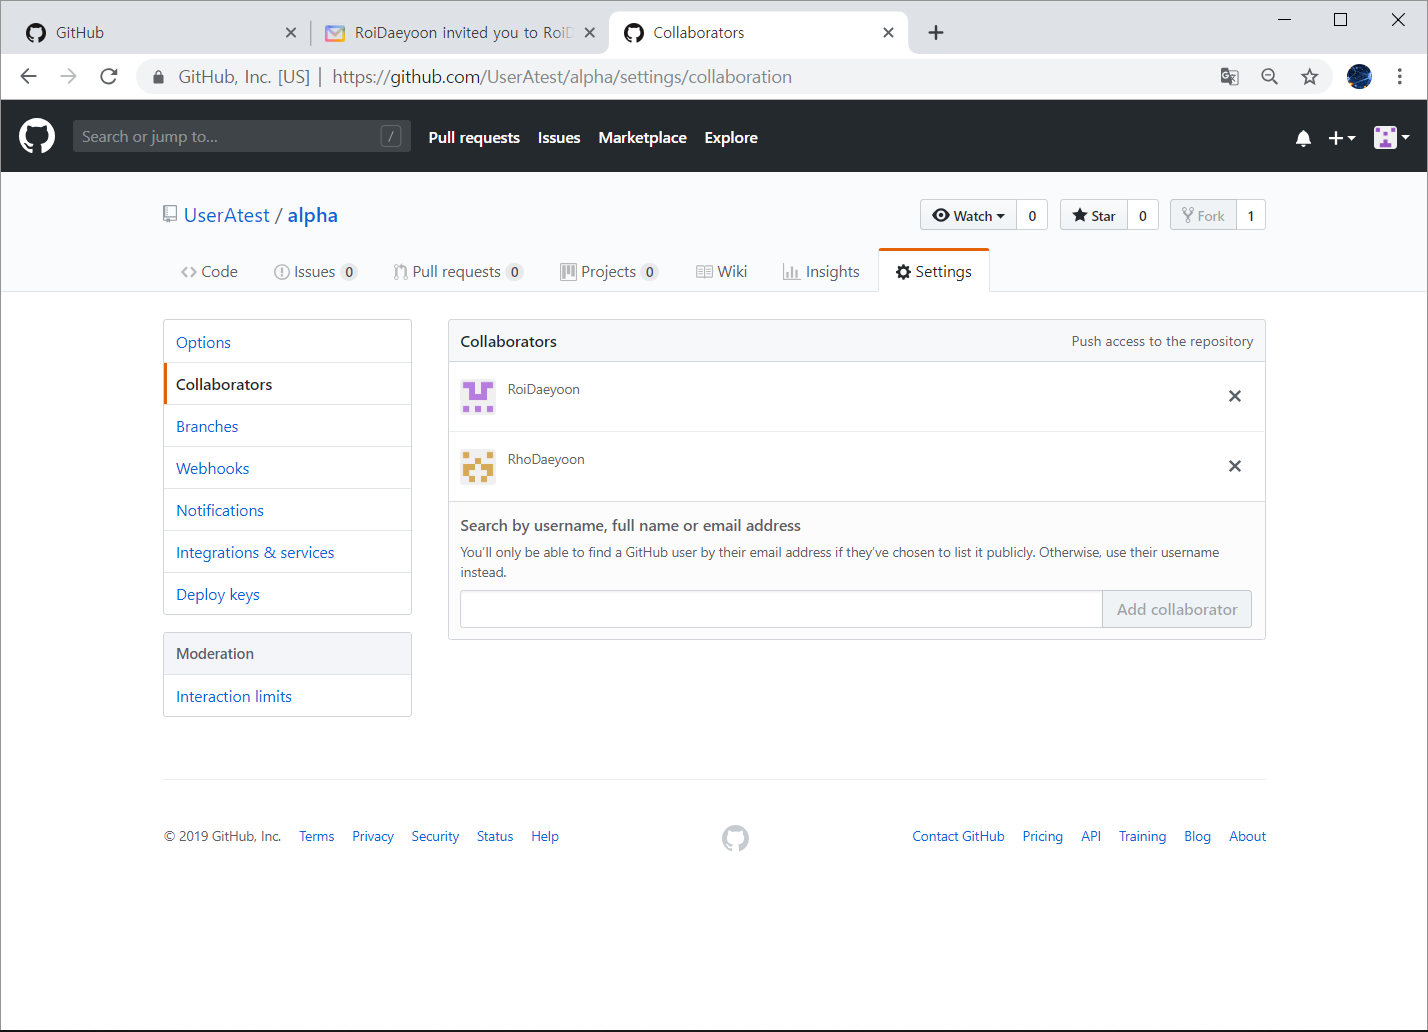 GitHub
RoiDaeyoon invited you to RoiD
Collaborators
GitHub, Inc. [US] | https://github.com/UserAtest/alpha/settings/collaboration
Search or jump to... /
Pull requests Issues Marketplace Explore
UserAtest / alpha
Watch 0 Star 0 Fork 1
Code Issues 0 Pull requests 0 Projects 0 Wiki Insights Settings
Options
Collaborators
Branches
Webhooks
Notifications
Integrations & services
Deploy keys
Moderation
Interaction limits
Collaborators Push access to the repository
RoiDaeyoon
RhoDaeyoon
Search by username, full name or email address
You’ll only be able to find a GitHub user by their email address if they’ve chosen to list it publicly. Otherwise, use their username
instead.
Add collaborator
© 2019 GitHub, Inc. Terms Privacy Security Status Help Contact GitHub Pricing API Training Blog About